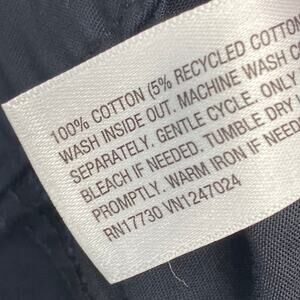 100% COTTON (5% RECYCLED COTTON
WASH INSIDE OUT. MACHINE WASH C
SEPARATELY. GENTLE CYCLE. ONLY
BLEACH IF NEEDED. TUMBLE DRY
PROMPTLY. WARM IRON IF NEEDED.
RN17730 VN1247024